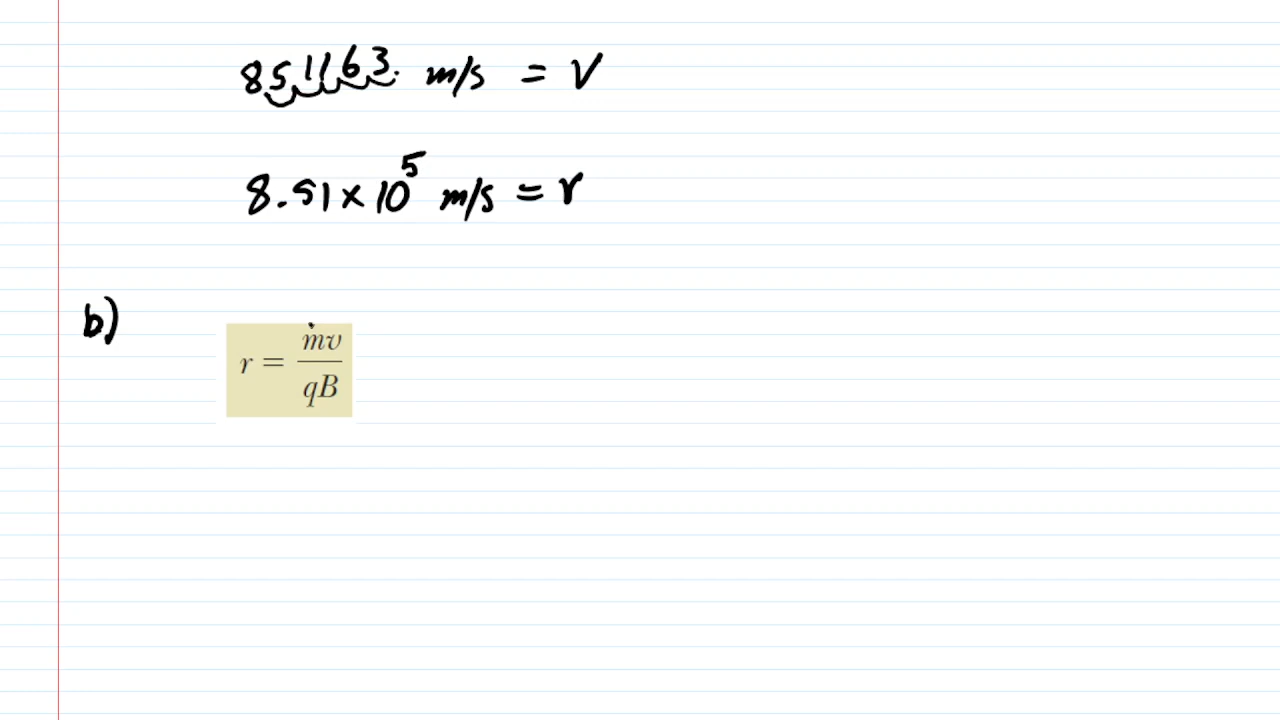 851163. m/s = V
8.51 × 10^5 m/s = r
b)
r = mv / qB